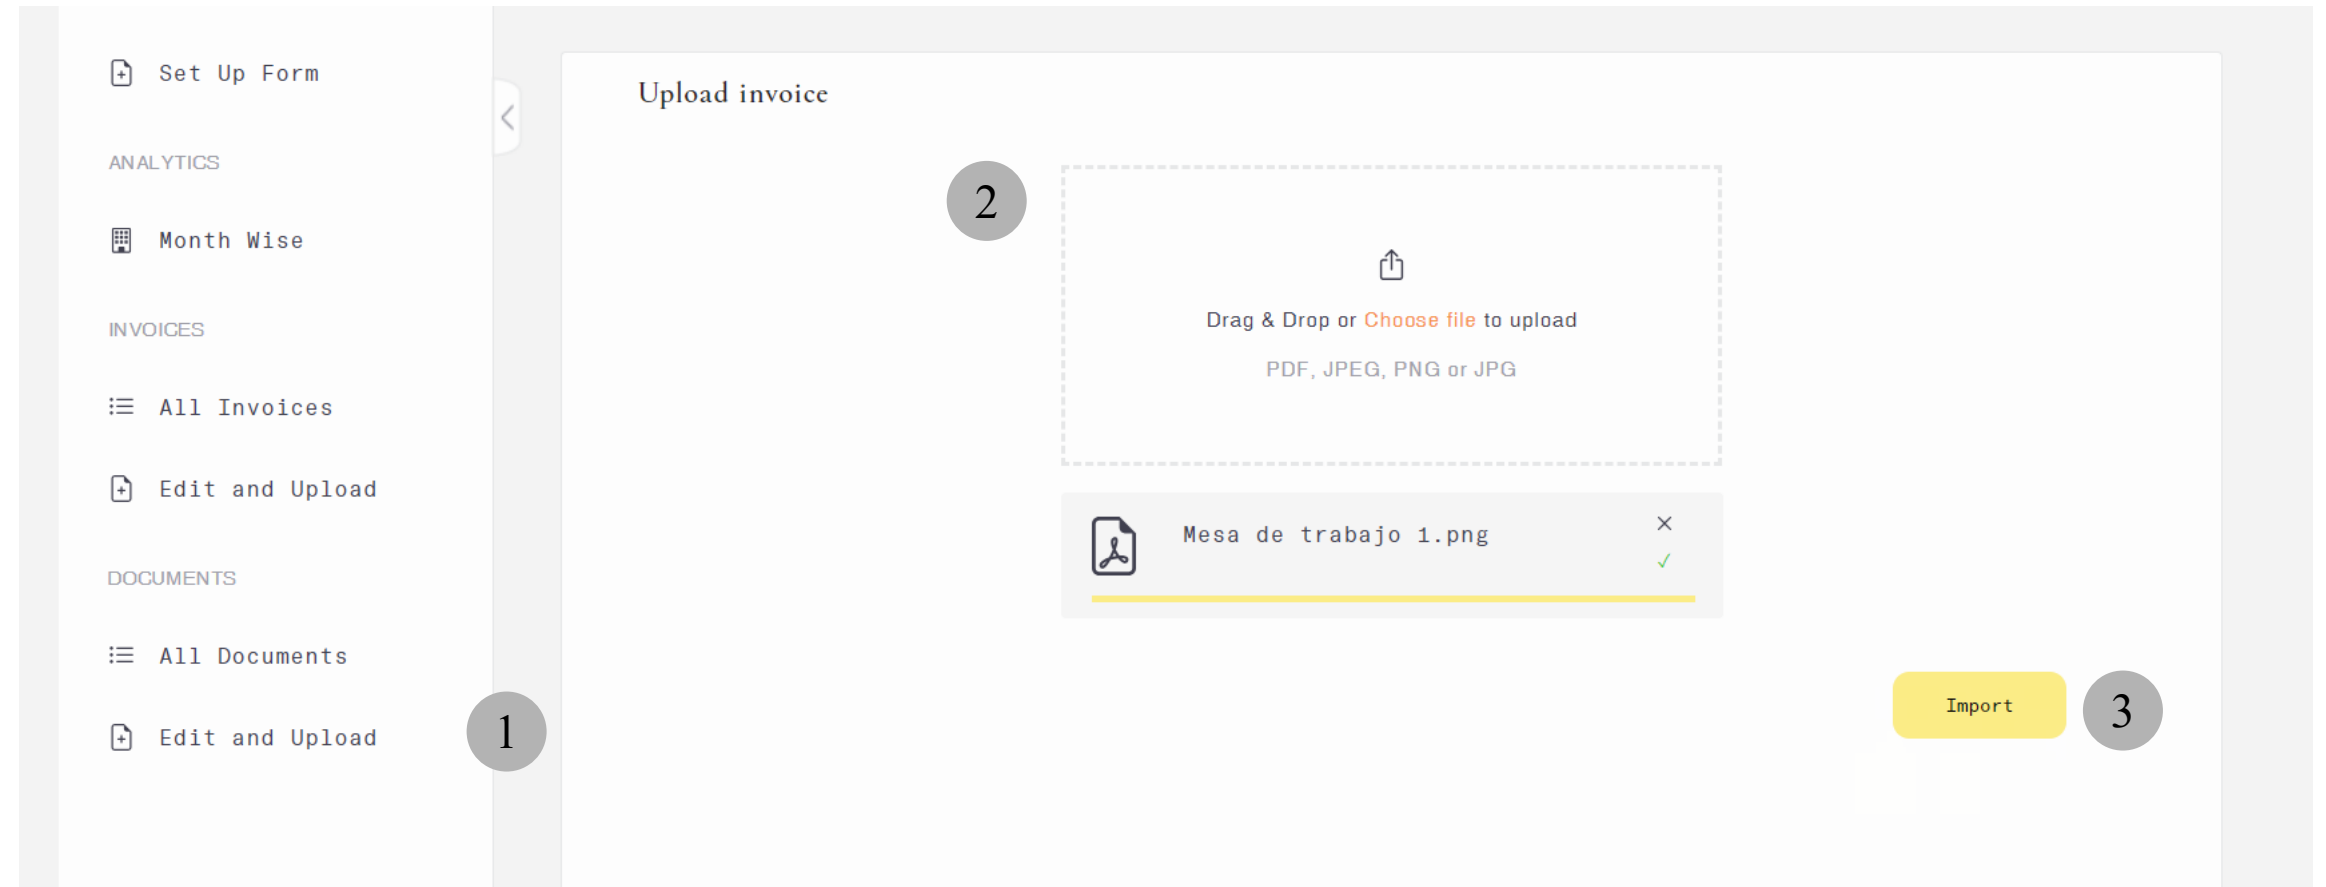 Set Up Form
ANALYTICS
Month Wise
INVOICES
All Invoices
Edit and Upload
DOCUMENTS
All Documents
Edit and Upload
1
Upload invoice
2
Drag & Drop or Choose file to upload
PDF, JPEG, PNG or JPG
Mesa de trabajo 1.png
Import
3